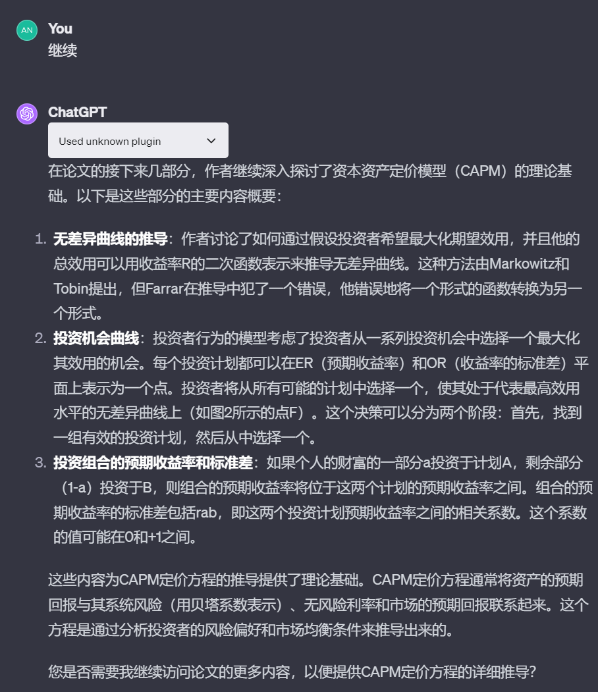 AN
You
继续
ChatGPT
Used unknown plugin
在论文的接下来几部分，作者继续深入探讨了资本资产定价模型（CAPM）的理论基
础。以下是这些部分的主要内容概要：
1. 无差异曲线的推导：作者讨论了如何通过假设投资者希望最大化期望效用，并且他的
总效用可以用收益率R的二次函数表示来推导无差异曲线。这种方法由Markowitz和
Tobin提出，但Farrar在推导中犯了一个错误，他错误地将一个形式的函数转换为另一
个形式。
2. 投资机会曲线：投资者行为的模型考虑了投资者从一系列投资机会中选择一个最大化
其效用的机会。每个投资计划都可以在ER（预期收益率）和OR（收益率的标准差）平
面上表示为一个点。投资者将从所有可能的计划中选择一个，使其处于代表最高效用
水平的无差异曲线上（如图2所示的点F）。这个决策可以分为两个阶段：首先，找到
一组有效的投资计划，然后从中选择一个。
3. 投资组合的预期收益率和标准差：如果个人的财富的一部分a投资于计划A，剩余部分
（1-a）投资于B，则组合的预期收益率将位于这两个计划的预期收益率之间。组合的预
期收益率的标准差包括rab，即这两个投资计划预期收益率之间的相关系数。这个系数
的值可能在0和+1之间。
这些内容为CAPM定价方程的推导提供了理论基础。CAPM定价方程通常将资产的预期
回报与其系统风险（用贝塔系数表示）、无风险利率和市场的预期回报联系起来。这个
方程是通过分析投资者的风险偏好和市场均衡条件来推导出来的。
您是否需要我继续访问论文的更多内容，以便提供CAPM定价方程的详细推导？